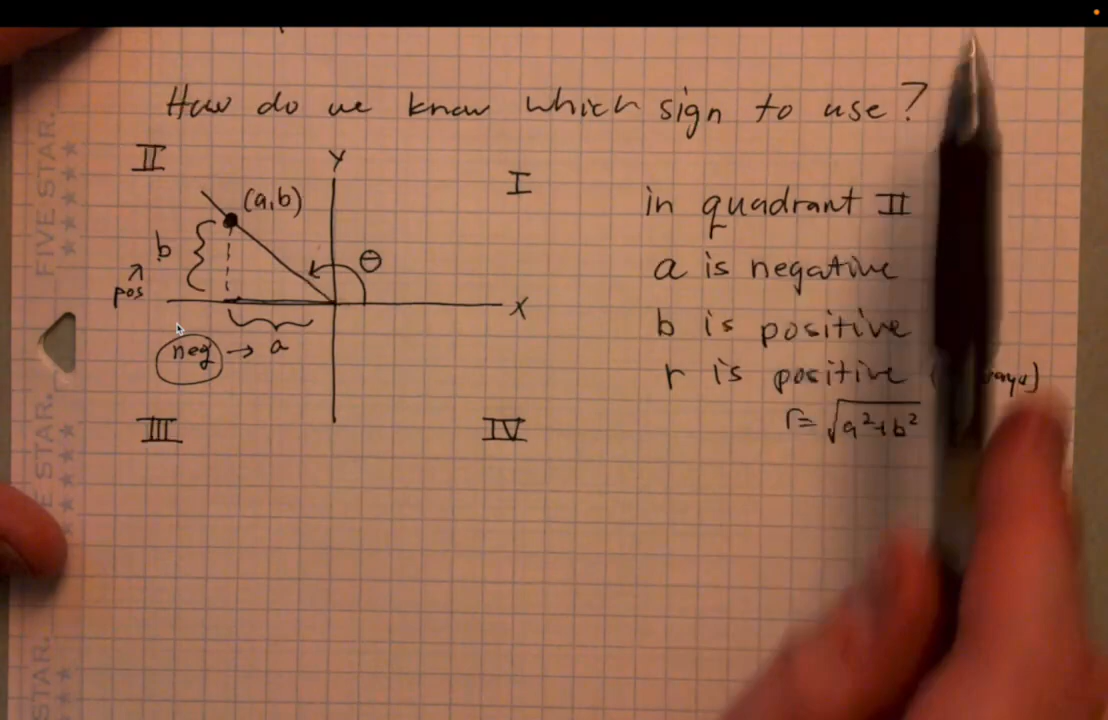 How do we know which sign to use?
II
Y
I
(a,b)
b
θ
pos
X
neg → a
III
IV
in quadrant II
a is negative
b is positive
r is positive
r= √a²+b²
FIVE STAR.
STAR.
STAR.